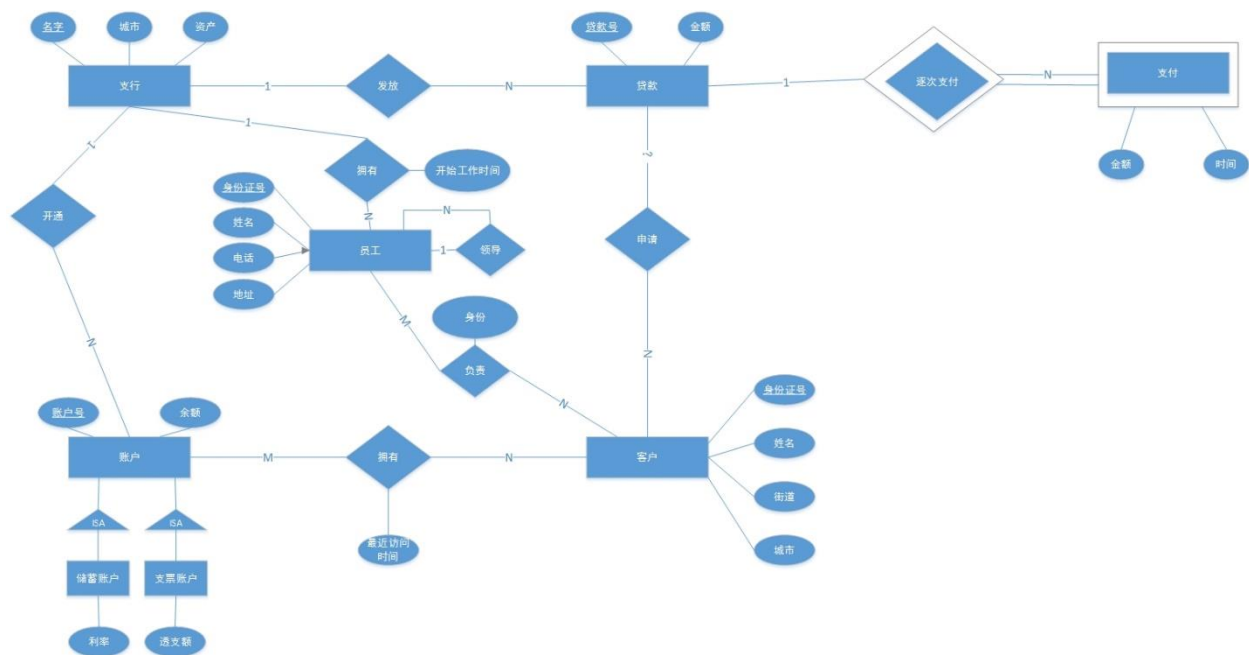 名字
城市
资产
贷款号
金额
支行
1
发放
N
贷款
1
逐次支付
N
支付
金额
时间
1
1
拥有
开始工作时间
N
开通
身份证号
姓名
电话
地址
员工
N
1
领导
?
申请
N
M
身份
负责
N
N
账户号
余额
账户
M
拥有
N
客户
最近访问
时间
身份证号
姓名
街道
城市
ISA
ISA
储蓄账户
支票账户
利率
透支额